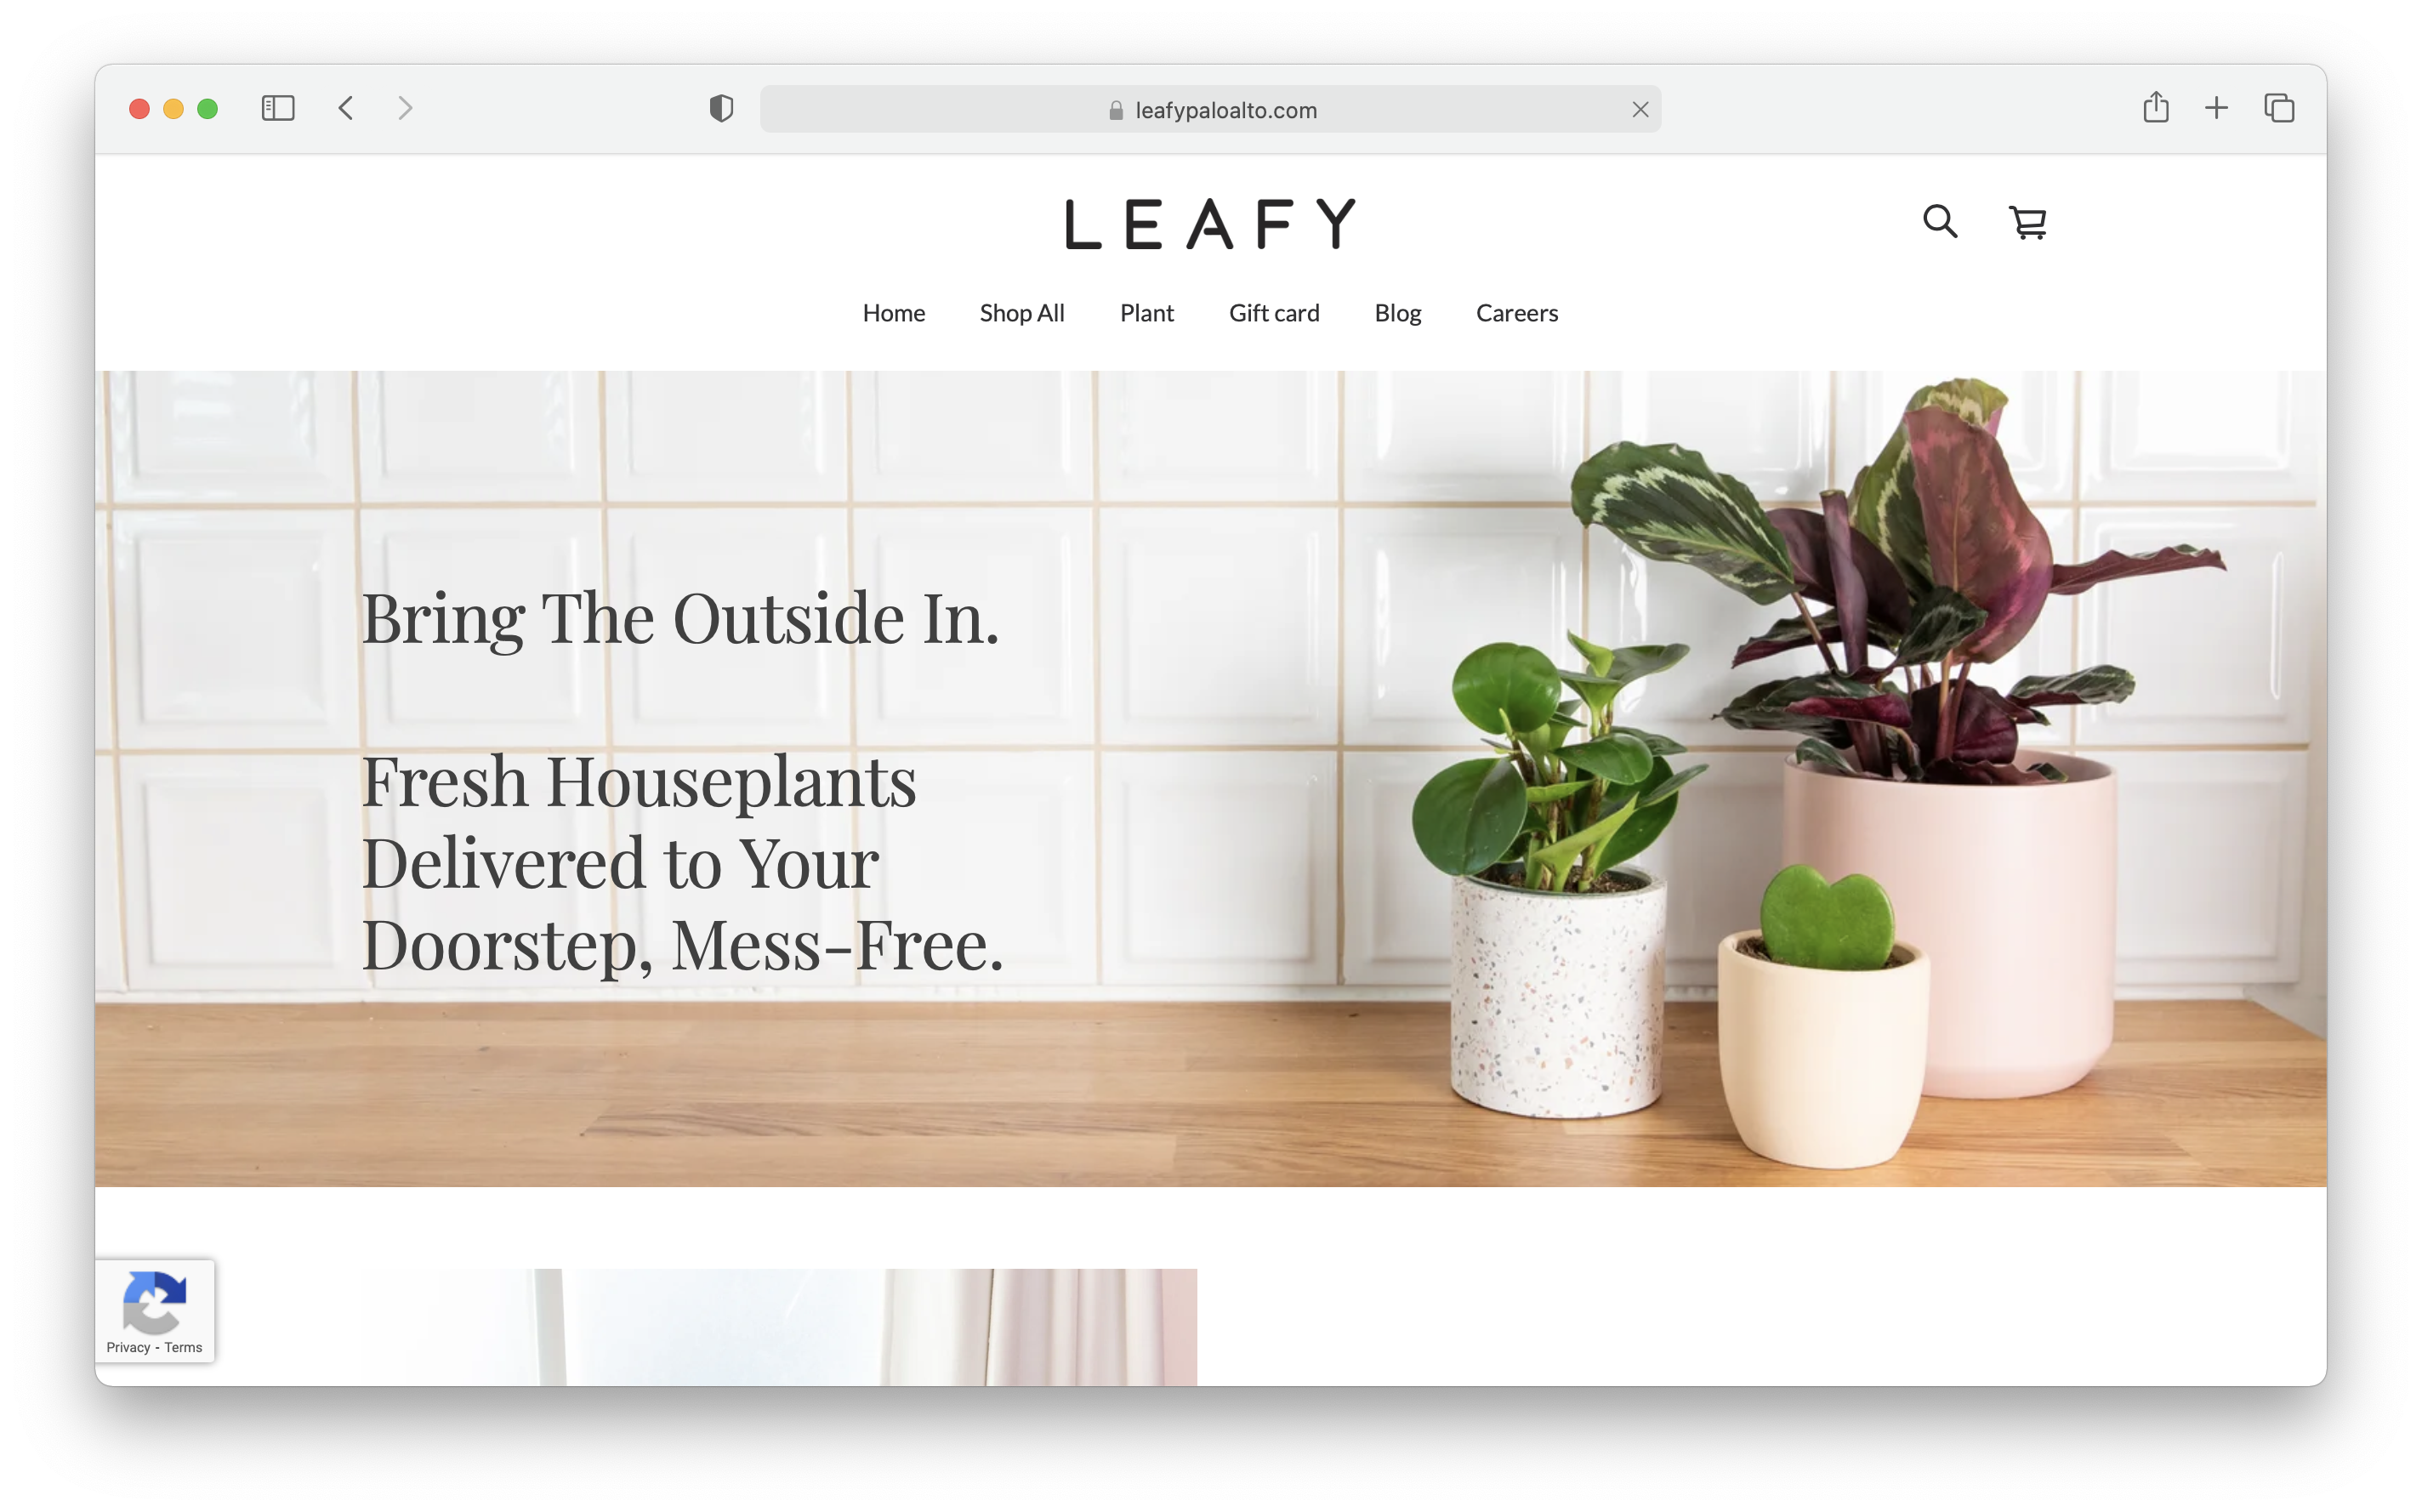 leafypaloalto.com
LEAFY
Home Shop All Plant Gift card Blog Careers
Bring The Outside In.
Fresh Houseplants
Delivered to Your
Doorstep, Mess-Free.
Privacy - Terms